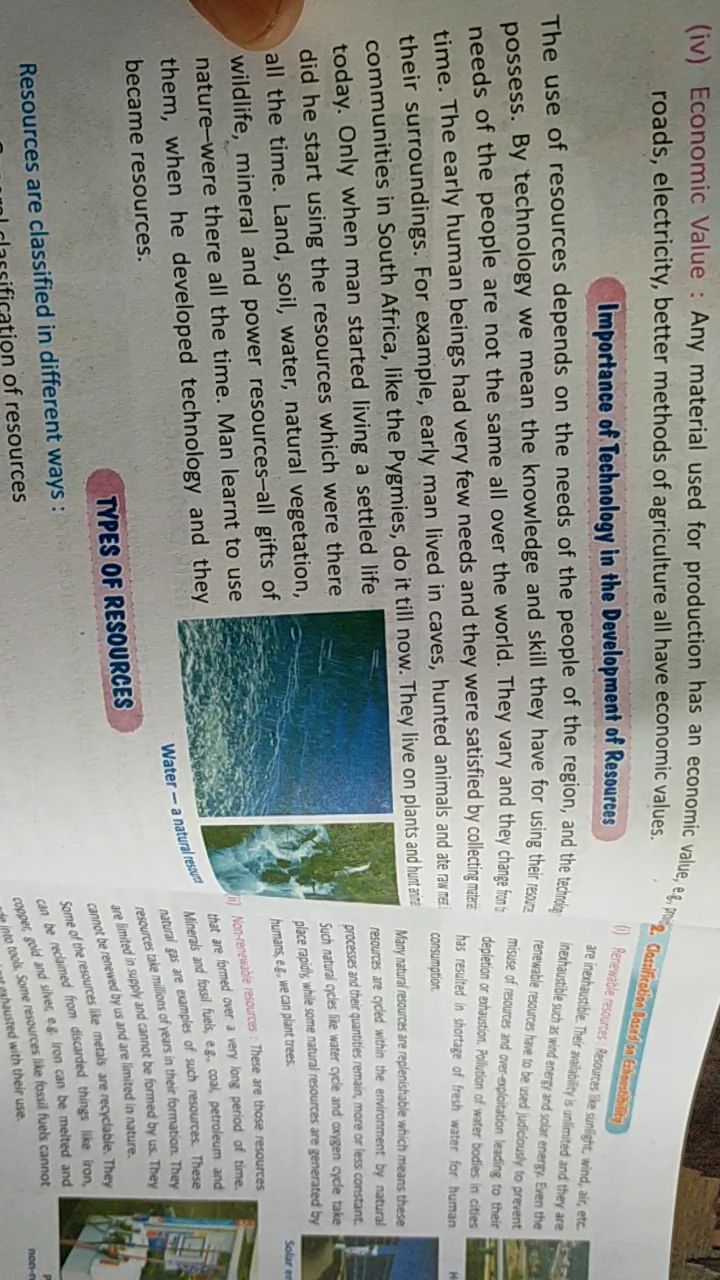 (iv) Economic Value : Any material used for production has an economic value, e.g.,
roads, electricity, better methods of agriculture all have economic values.
Importance of Technology in the Development of Resources
The use of resources depends on the needs of the people of the region, and the
possess. By technology we mean the knowledge and skill they have for using their
needs of the people are not the same all over the world. They vary and they change from
time. The early human beings had very few needs and they were satisfied by collecting
their surroundings. For example, early man lived in caves, hunted animals and ate raw
communities in South Africa, like the Pygmies, do it till now. They live on plants and hunt
today. Only when man started living a settled life
did he start using the resources which were there
all the time. Land, soil, water, natural vegetation,
wildlife, mineral and power resources—all gifts of
nature—were there all the time. Man learnt to use
them, when he developed technology and they
became resources.
Water — a natural
TYPES OF RESOURCES
Resources are classified in different ways :
classification of resources
2. Classification Based on Exhaustibility
(i) Renewable resources : Resources like sunlight, wind, air, etc.
are inexhaustible. Their availability is unlimited and they are
inexhaustible such as wind energy and solar energy. Even the
renewable resources have to be used judiciously to prevent
misuse of resources and over-exploitation leading to their
depletion or exhaustion. Pollution of water bodies in cities
has resulted in shortage of fresh water for human
consumption.
Many natural resources are replenishable which means these
resources are cycled within the environment by natural
processes and their quantities remain, more or less constant.
Such natural cycles like water cycle and oxygen cycle take
place rapidly while some natural resources are generated by
humans, e.g. we can plant trees.
Solar
(ii) Non-renewable resources : These are those resources
that are formed over a very long period of time.
Minerals and fossil fuels, e.g. coal, petroleum and
natural gas are examples of such resources. These
resources take millions of years in their formation. They
are limited in supply and cannot be formed by us. They
cannot be renewed by us and are limited in nature.
Some of the resources like metals are recyclable. They
can be reclaimed from discarded things like iron,
copper, gold and silver, e.g. Iron can be melted and
into tools. Some resources like fossil fuels cannot
exhausted with their use.